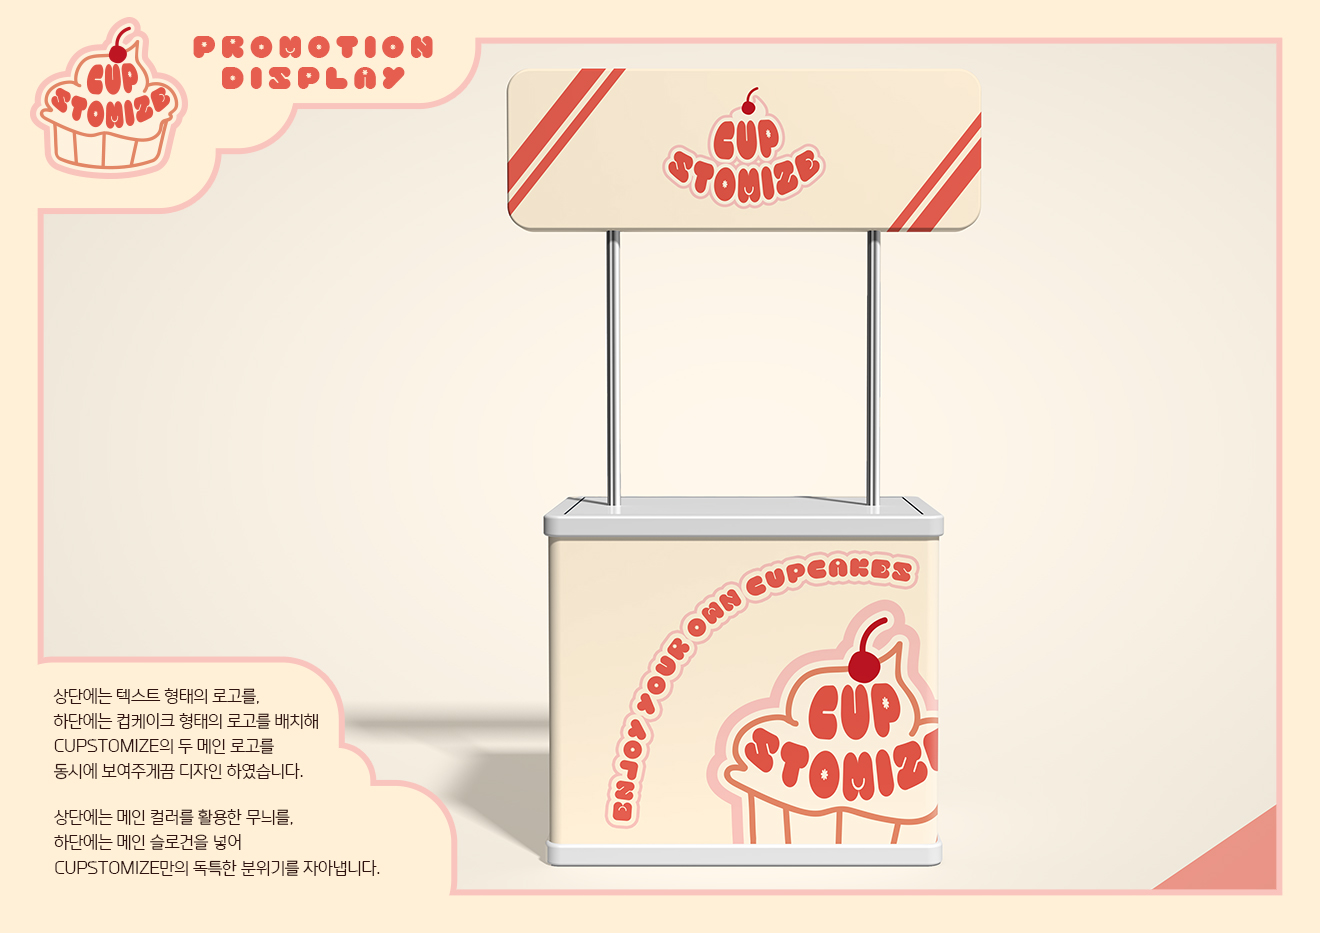 CUP
STOMIZE
PROMOTION
DISPLAY
CUP
STOMIZE
ENJOY YOUR OWN CUPCAKES
CUP
STOMIZE
상단에는 텍스트 형태의 로고를,
하단에는 컵케이크 형태의 로고를 배치해
CUPSTOMIZE의 두 메인 로고를
동시에 보여주게끔 디자인 하였습니다.
상단에는 메인 컬러를 활용한 무늬를,
하단에는 메인 슬로건을 넣어
CUPSTOMIZE만의 독특한 분위기를 자아냅니다.